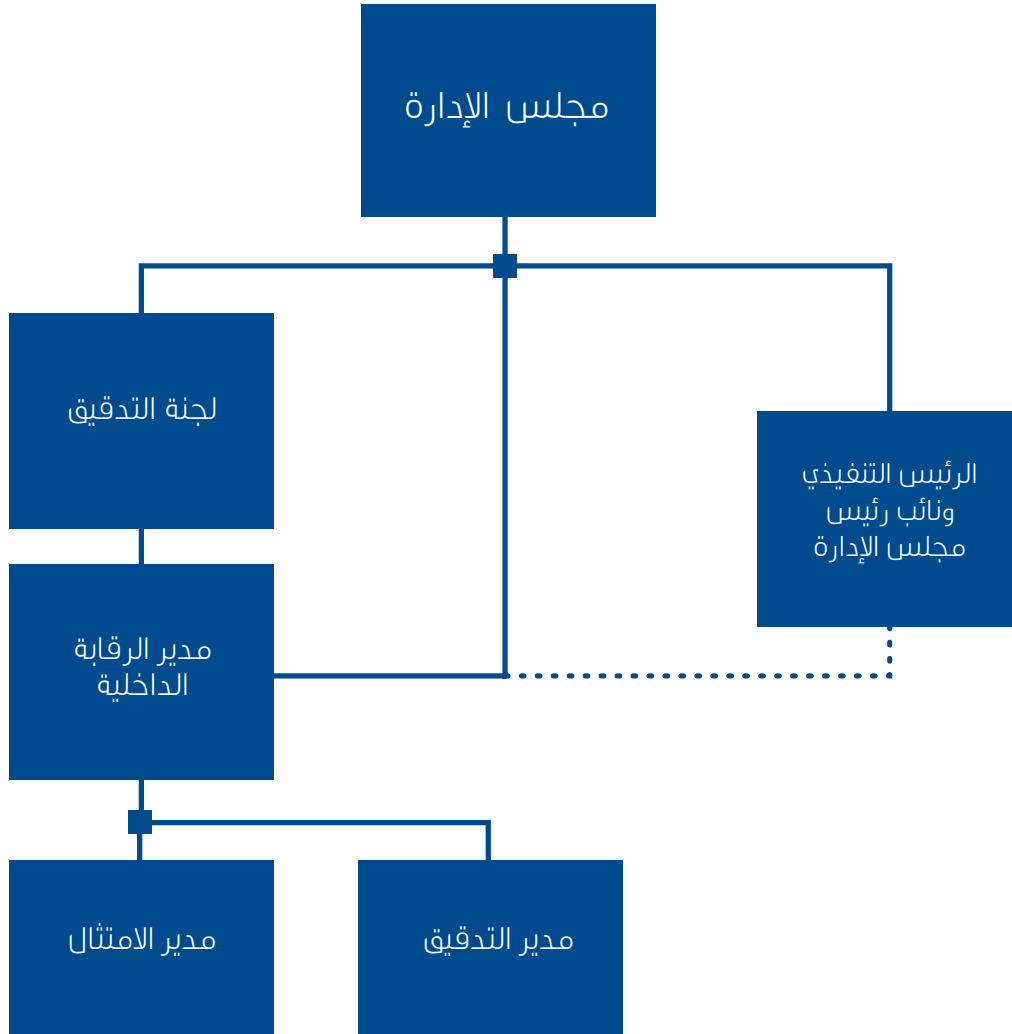 مجلس الإدارة
لجنة التدقيق
الرئيس التنفيذي
ونائب رئيس
مجلس الإدارة
مدير الرقابة
الداخلية
مدير التدقيق
مدير الامتثال